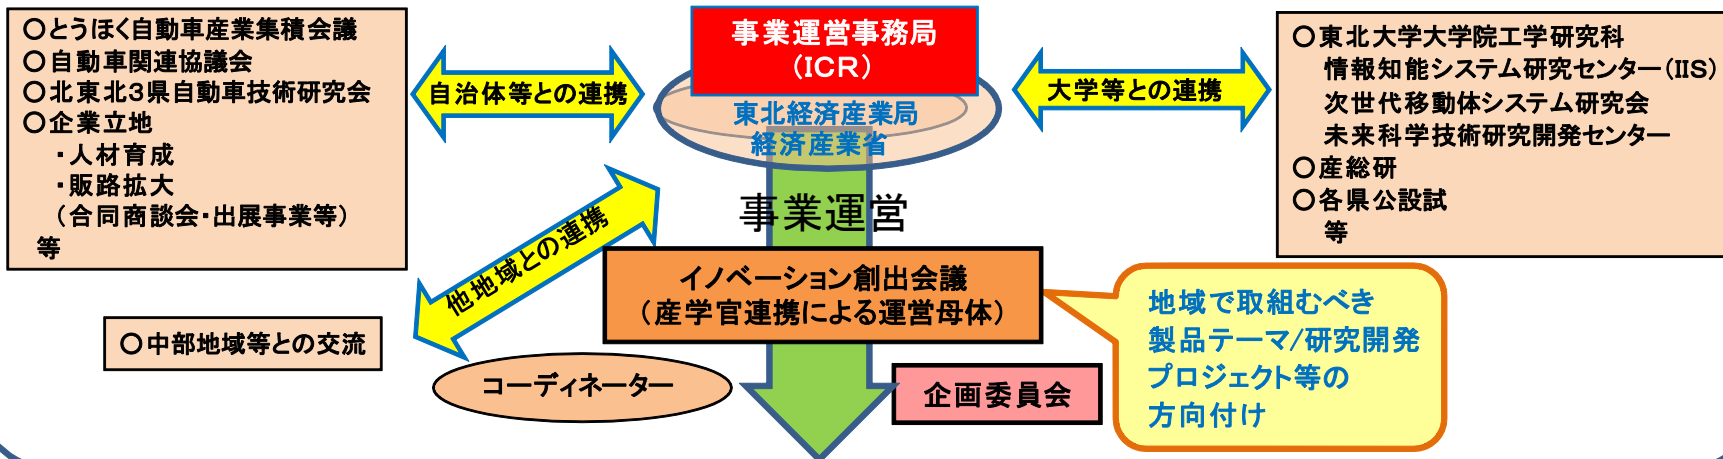 ○とうほく自動車産業集積会議
○自動車関連協議会
○北東北3県自動車技術研究会
○企業立地
・人材育成
・販路拡大
（合同商談会・出展事業等）
等
自治体等との連携
事業運営事務局
（ICR）
東北経済産業局
経済産業省
大学等との連携
○東北大学大学院工学研究科
情報知能システム研究センター（IIS）
次世代移動体システム研究会
未来科学技術研究開発センター
○産総研
○各県公設試
等
事業運営
他地域との連携
○中部地域等との交流
イノベーション創出会議
（産学官連携による運営母体）
地域で取組むべき
製品テーマ/研究開発
プロジェクト等の
方向付け
コーディネーター
企画委員会